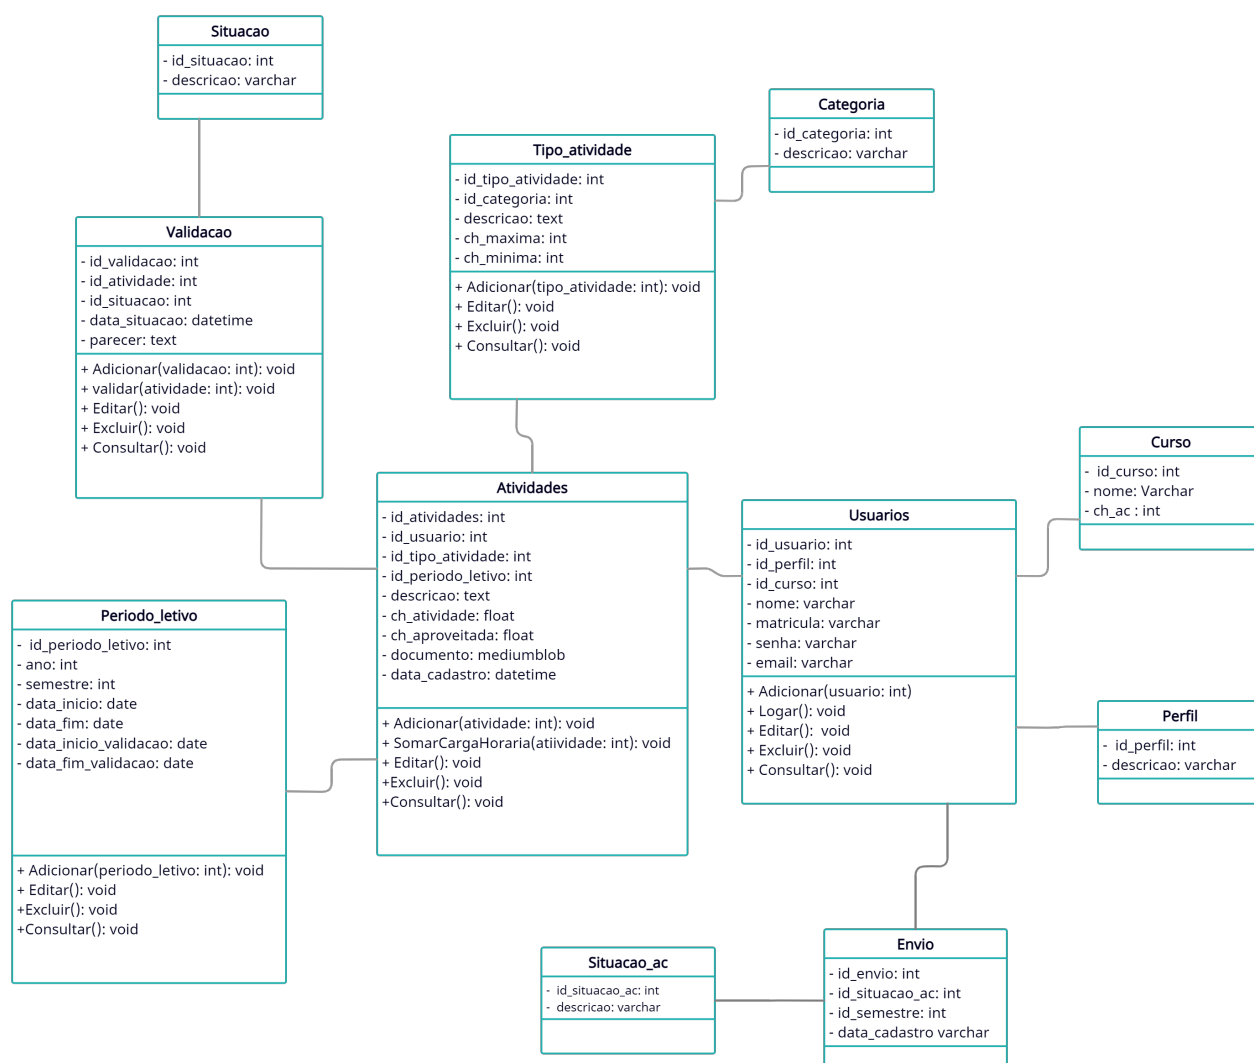 Situacao
- id_situacao: int
- descricao: varchar
Categoria
- id_categoria: int
- descricao: varchar
Tipo_atividade
- id_tipo_atividade: int
- id_categoria: int
- descricao: text
- ch_maxima: int
- ch_minima: int
+ Adicionar(tipo_atividade: int): void
+ Editar(): void
+ Excluir(): void
+ Consultar(): void
Validacao
- id_validacao: int
- id_atividade: int
- id_situacao: int
- data_situacao: datetime
- parecer: text
+ Adicionar(validacao: int): void
+ validar(atividade: int): void
+ Editar(): void
+ Excluir(): void
+ Consultar(): void
Curso
- id_curso: int
- nome: Varchar
- ch_ac : int
Atividades
- id_atividades: int
- id_usuario: int
- id_tipo_atividade: int
- id_periodo_letivo: int
- descricao: text
- ch_atividade: float
- ch_aproveitada: float
- documento: mediumblob
- data_cadastro: datetime
+ Adicionar(atividade: int): void
+ SomarCargaHoraria(atiividade: int): void
+ Editar(): void
+Excluir(): void
+Consultar(): void
Usuarios
- id_usuario: int
- id_perfil: int
- id_curso: int
- nome: varchar
- matricula: varchar
- senha: varchar
- email: varchar
+ Adicionar(usuario: int)
+ Logar(): void
+ Editar():  void
+ Excluir(): void
+ Consultar(): void
Periodo_letivo
-  id_periodo_letivo: int
- ano: int
- semestre: int
- data_inicio: date
- data_fim: date
- data_inicio_validacao: date
- data_fim_validacao: date
+ Adicionar(periodo_letivo: int): void
+ Editar(): void
+Excluir(): void
+Consultar(): void
Perfil
-  id_perfil: int
- descricao: varchar
Situacao_ac
-  id_situacao_ac: int
-  descricao: varchar
Envio
- id_envio: int
- id_situacao_ac: int
- id_semestre: int
- data_cadastro varchar